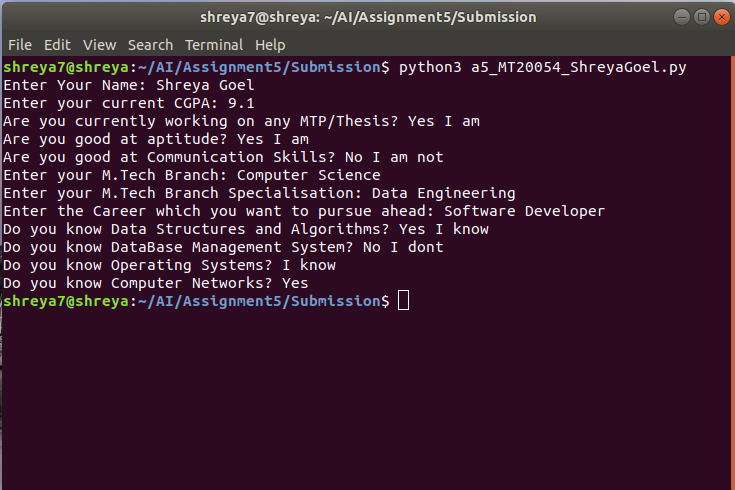 shreya7@shreya: ~/AI/Assignment5/Submission
File Edit View Search Terminal Help
shreya7@shreya:~/AI/Assignment5/Submission$ python3 a5_MT20054_ShreyaGoel.py
Enter Your Name: Shreya Goel
Enter your current CGPA: 9.1
Are you currently working on any MTP/Thesis? Yes I am
Are you good at aptitude? Yes I am
Are you good at Communication Skills? No I am not
Enter your M.Tech Branch: Computer Science
Enter your M.Tech Branch Specialisation: Data Engineering
Enter the Career which you want to pursue ahead: Software Developer
Do you know Data Structures and Algorithms? Yes I know
Do you know DataBase Management System? No I dont
Do you know Operating Systems? I know
Do you know Computer Networks? Yes
shreya7@shreya:~/AI/Assignment5/Submission$